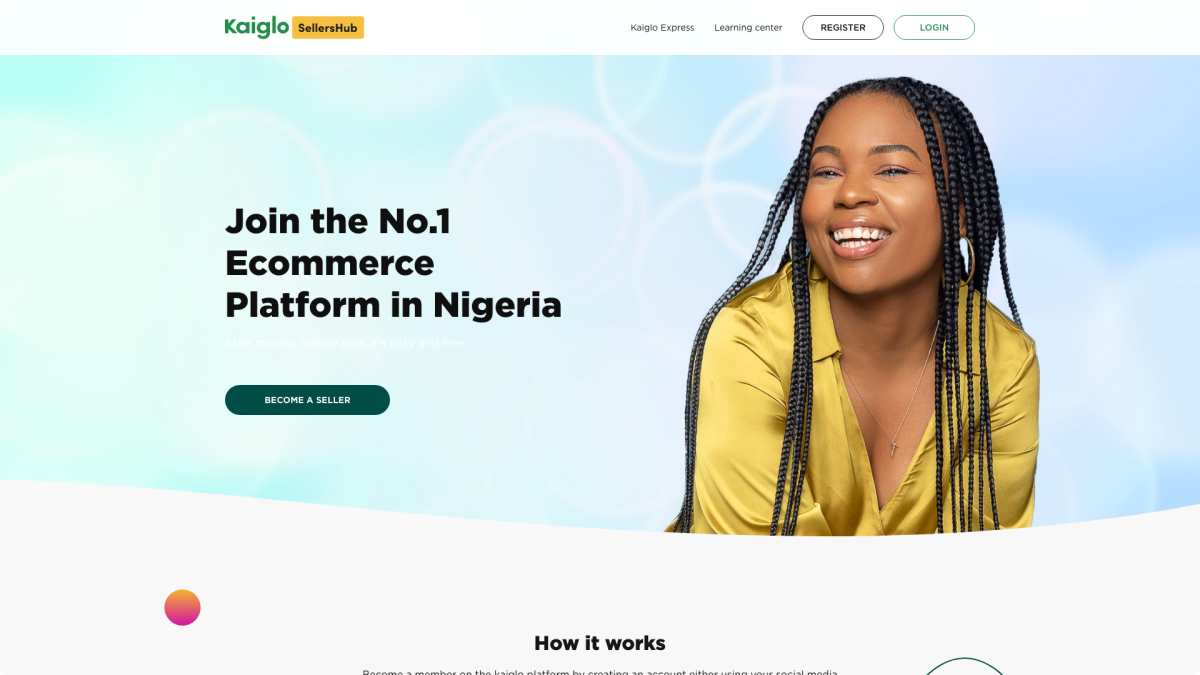 Kaiglo SellersHub
Kaiglo Express
Learning center
REGISTER
LOGIN
Join the No.1
Ecommerce
Platform in Nigeria
She's making money now, it's easy and free
BECOME A SELLER
How it works
Become a member on the kaiglo platform by creating an account either using your social media